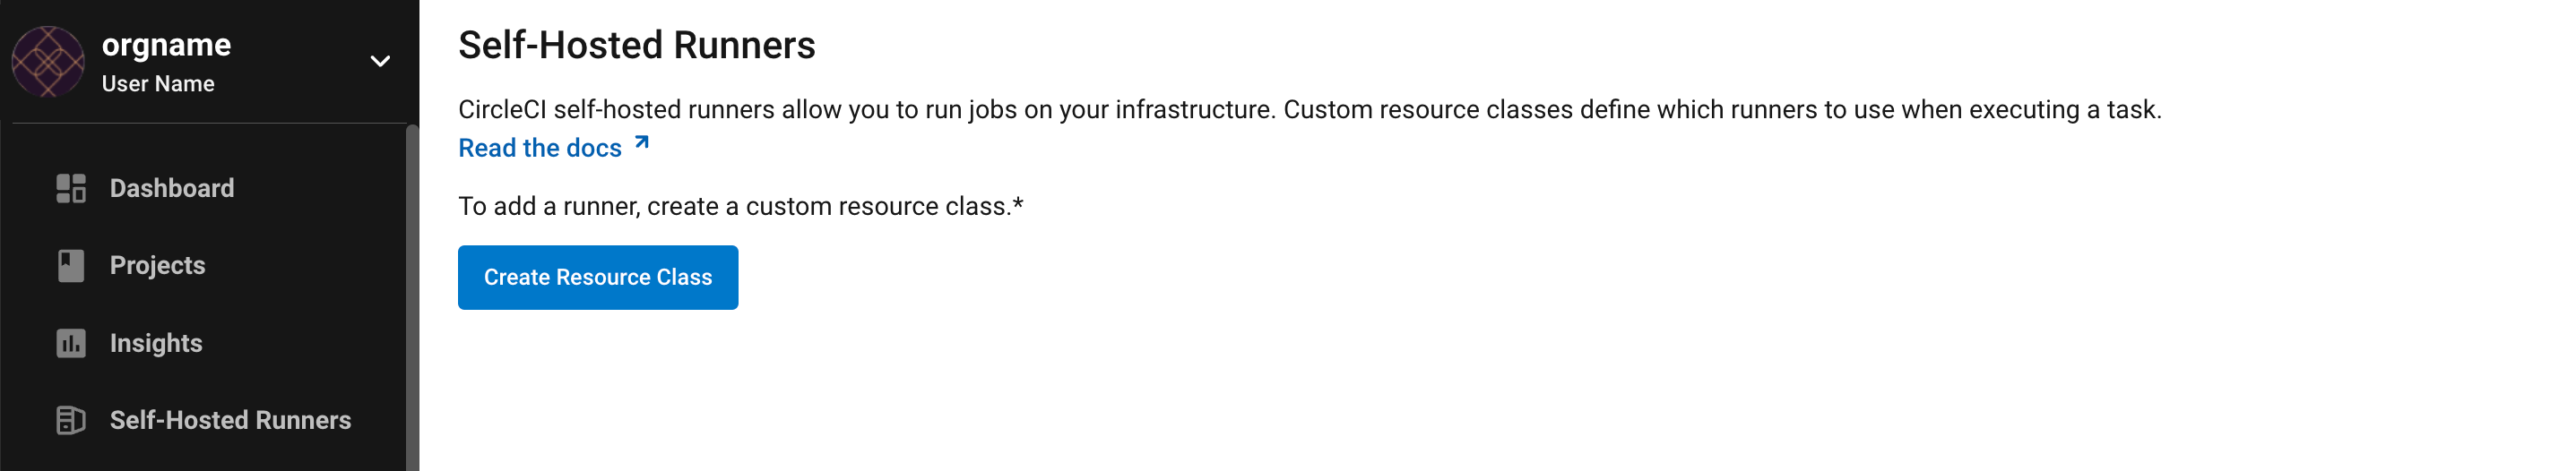 orgname
User Name
Dashboard
Projects
Insights
Self-Hosted Runners
Self-Hosted Runners
CircleCI self-hosted runners allow you to run jobs on your infrastructure. Custom resource classes define which runners to use when executing a task.
Read the docs
To add a runner, create a custom resource class.*
Create Resource Class